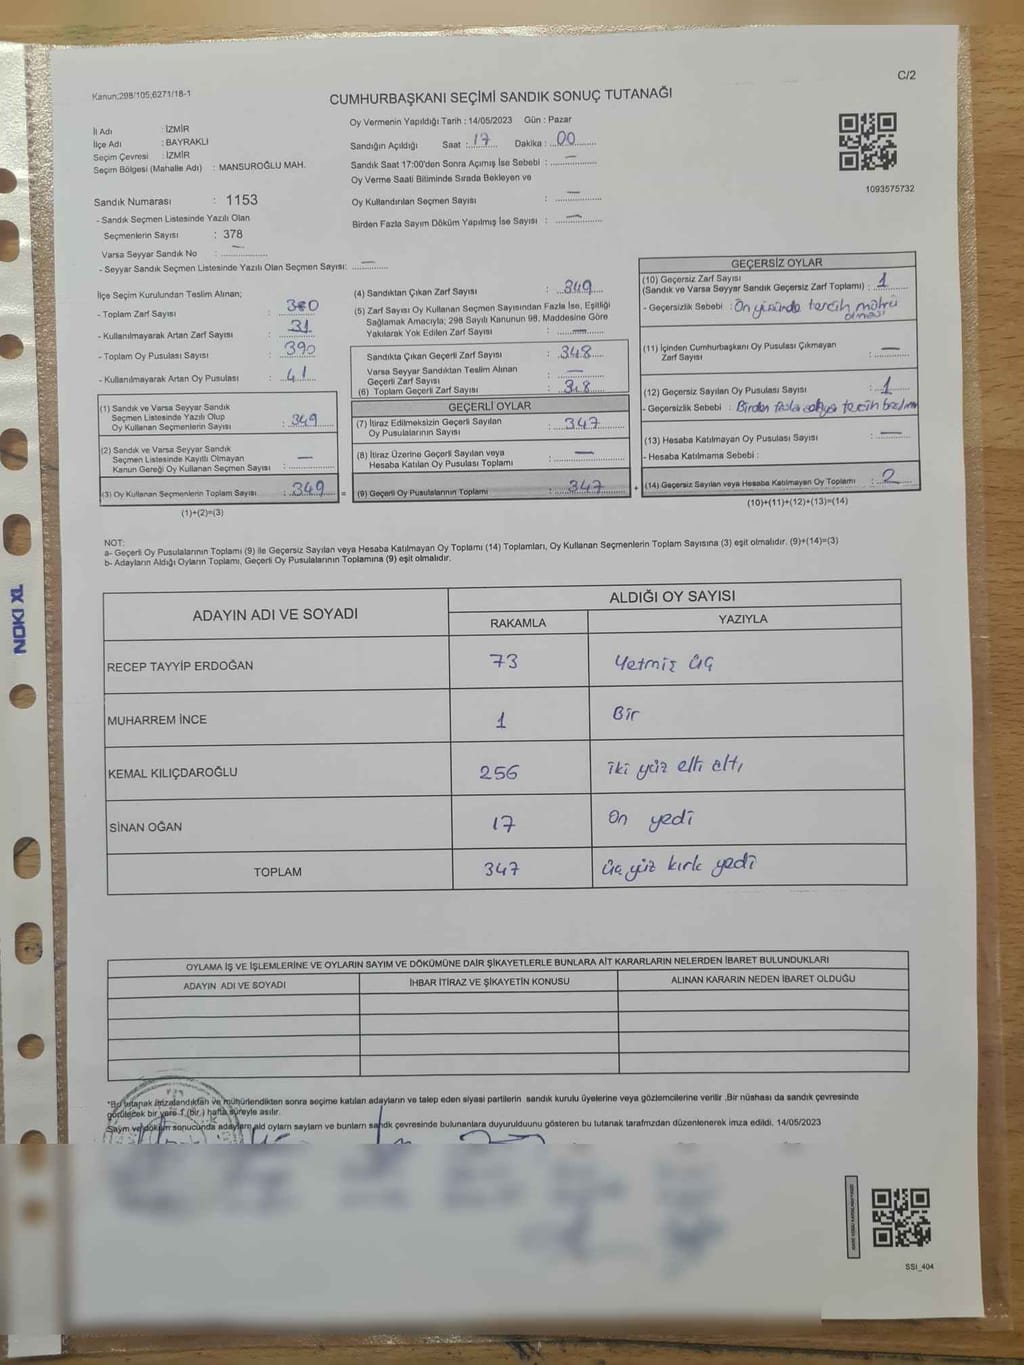 C/2
Kanun;298/105;6271/18-1
CUMHURBAŞKANI SEÇİMİ SANDIK SONUÇ TUTANAĞI
İl Adı : İZMİR
İlçe Adı : BAYRAKLI
Seçim Çevresi : İZMİR
Seçim Bölgesi (Mahalle Adı) : MANSUROĞLU MAH.
Sandık Numarası : 1153
- Sandık Seçmen Listesinde Yazılı Olan
Seçmenlerin Sayısı : 378
Varsa Seyyar Sandık No : —
- Seyyar Sandık Seçmen Listesinde Yazılı Olan Seçmen Sayısı: —
Oy Vermenin Yapıldığı Tarih : 14/05/2023 Gün : Pazar
Sandığın Açıldığı Saat : 17 Dakika : 00
Sandık Saat 17:00'den Sonra Açılmış İse Sebebi : —
Oy Verme Saati Bitiminde Sırada Bekleyen ve
Oy Kullandırılan Seçmen Sayısı : —
Birden Fazla Sayım Döküm Yapılmış İse Sayısı : —
1093575732
İlçe Seçim Kurulundan Teslim Alınan;
- Toplam Zarf Sayısı : 380
- Kullanılmayarak Artan Zarf Sayısı : 31
- Toplam Oy Pusulası Sayısı : 390
- Kullanılmayarak Artan Oy Pusulası : 41
(1) Sandık ve Varsa Seyyar Sandık
Seçmen Listesinde Yazılı Olup
Oy Kullanan Seçmenlerin Sayısı : 349
(2) Sandık ve Varsa Seyyar Sandık
Seçmen Listesinde Kayıtlı Olmayan
Kanun Gereği Oy Kullanan Seçmen Sayısı : —
(3) Oy Kullanan Seçmenlerin Toplam Sayısı : 349
(1)+(2)=(3)
=
(4) Sandıktan Çıkan Zarf Sayısı : 349
(5) Zarf Sayısı Oy Kullanan Seçmen Sayısından Fazla İse, Eşitliği
Sağlamak Amacıyla; 298 Sayılı Kanunun 98. Maddesine Göre
Yakılarak Yok Edilen Zarf Sayısı : —
Sandıkta Çıkan Geçerli Zarf Sayısı : 348
Varsa Seyyar Sandıktan Teslim Alınan
Geçerli Zarf Sayısı : —
(6) Toplam Geçerli Zarf Sayısı : 348
GEÇERLİ OYLAR
(7) İtiraz Edilmeksizin Geçerli Sayılan
Oy Pusulalarının Sayısı : 347
(8) İtiraz Üzerine Geçerli Sayılan veya
Hesaba Katılan Oy Pusulası Toplamı : —
(9) Geçerli Oy Pusulalarının Toplamı : 347
+
GEÇERSİZ OYLAR
(10) Geçersiz Zarf Sayısı
(Sandık ve Varsa Seyyar Sandık Geçersiz Zarf Toplamı) : 1
- Geçersizlik Sebebi : Ön yüzünde tercih mührü
olması
(11) İçinden Cumhurbaşkanı Oy Pusulası Çıkmayan
Zarf Sayısı : —
(12) Geçersiz Sayılan Oy Pusulası Sayısı : 1
- Geçersizlik Sebebi : Birden fazla tercih
(13) Hesaba Katılmayan Oy Pusulası Sayısı : —
- Hesaba Katılmama Sebebi :
(14) Geçersiz Sayılan veya Hesaba Katılmayan Oy Toplamı : 2
(10)+(11)+(12)+(13)=(14)
NOT:
a- Geçerli Oy Pusulalarının Toplamı (9) ile Geçersiz Sayılan veya Hesaba Katılmayan Oy Toplamı (14) Toplamları, Oy Kullanan Seçmenlerin Toplam Sayısına (3) eşit olmalıdır. (9)+(14)=(3)
b- Adayların Aldığı Oyların Toplamı, Geçerli Oy Pusulalarının Toplamına (9) eşit olmalıdır.
ADAYIN ADI VE SOYADI
ALDIĞI OY SAYISI
RAKAMLA YAZIYLA
RECEP TAYYİP ERDOĞAN 73 Yetmiş üç
MUHARREM İNCE 1 Bir
KEMAL KILIÇDAROĞLU 256 iki yüz elli altı
SİNAN OĞAN 17 On yedi
TOPLAM 347 Üç yüz kırk yedi
OYLAMA İŞ VE İŞLEMLERİNE VE OYLARIN SAYIM VE DÖKÜMÜNE DAİR ŞİKAYETLERLE BUNLARA AİT KARARLARIN NELERDEN İBARET BULUNDUKLARI
ADAYIN ADI VE SOYADI İHBAR İTİRAZ VE ŞİKAYETİN KONUSU ALINAN KARARIN NEDEN İBARET OLDUĞU
*Bu tutanak imzalandıktan ve mühürlendikten sonra seçime katılan adayların ve talep eden siyasi partilerin sandık kurulu üyelerine veya gözlemcilerine verilir .Bir nüshası da sandık çevresinde
görülecek bir yere 1 (bir ) hafta süreyle asılır.
Sayım ve döküm sonucunda adayların ald oyların sayların ve bunların sandk çevresinde bulunanlara duyurulduunu gösteren bu tutanak tarafmzdan düzenlenerek imza edildi. 14/05/2023
SSI_404
NOKI XL